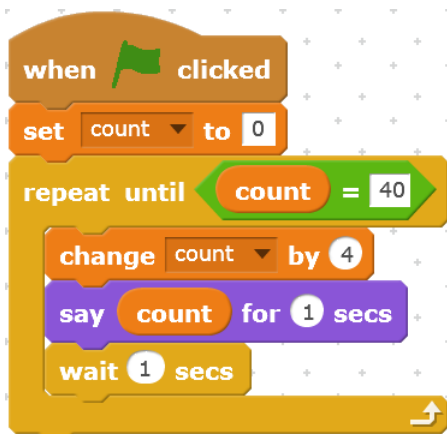 when clicked
set count to 0
repeat until count = 40
change count by 4
say count for 1 secs
wait 1 secs